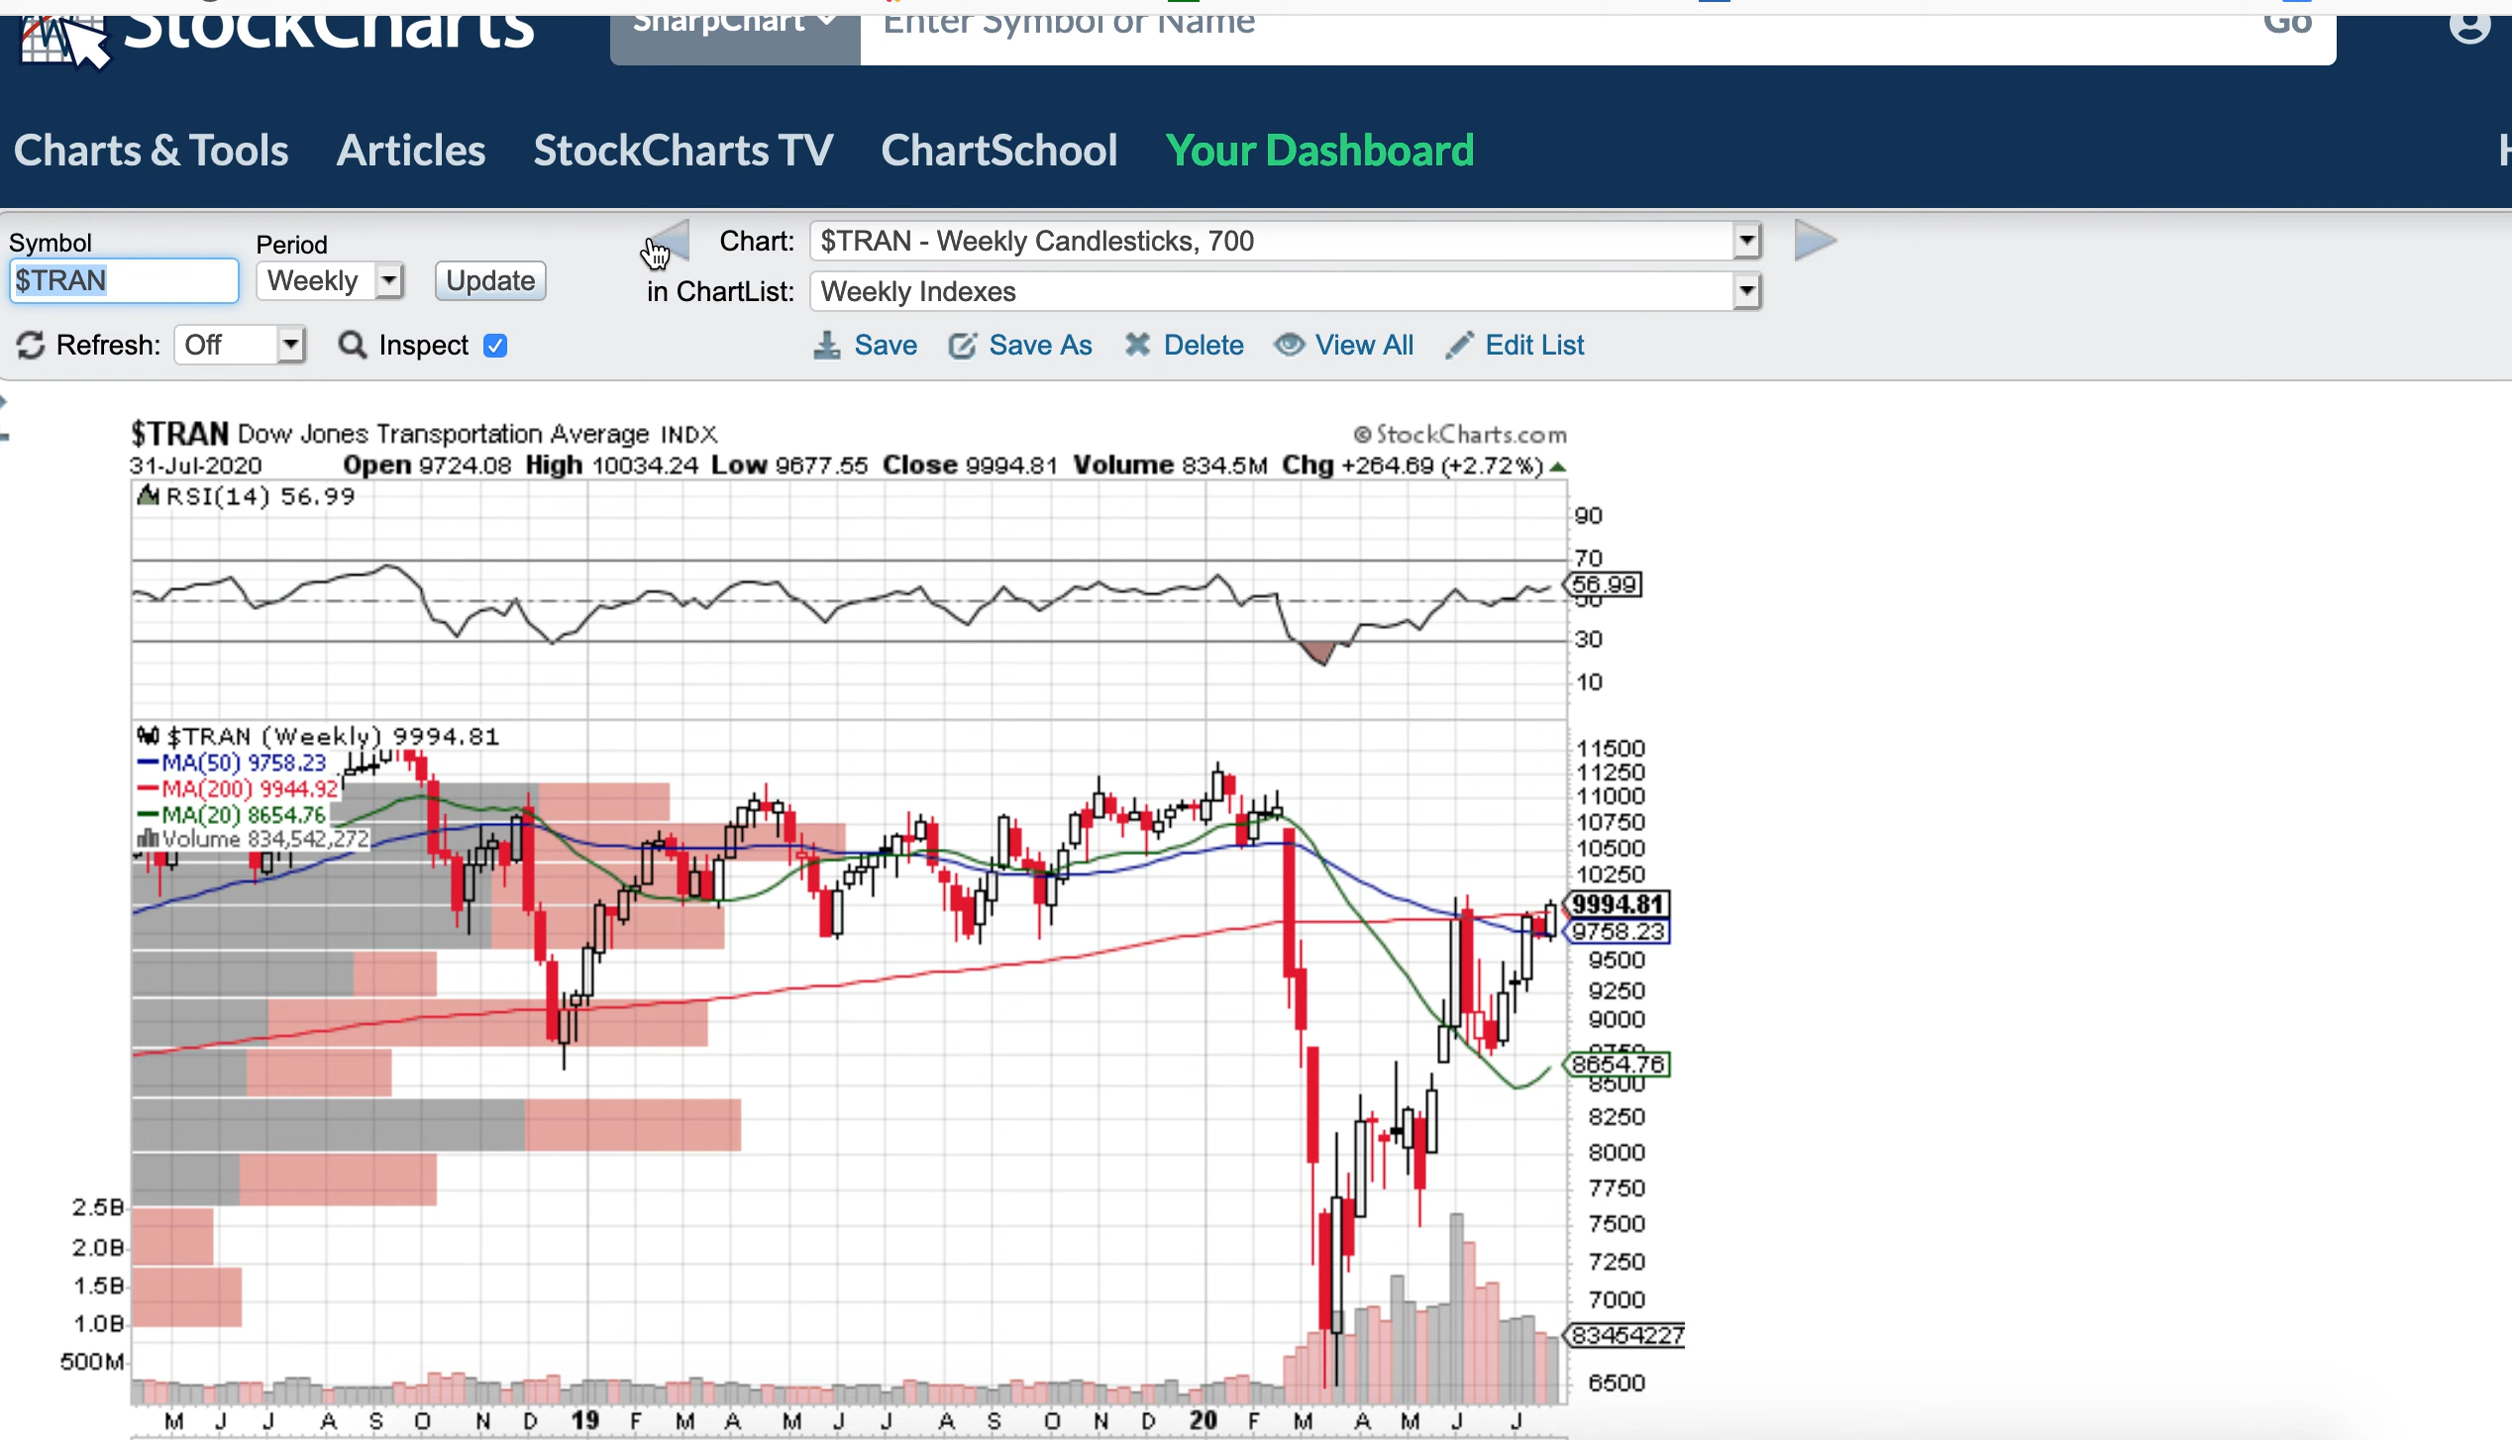 StockCharts SharpChart Enter Symbol or Name Go
Charts & Tools Articles StockCharts TV ChartSchool Your Dashboard H
Symbol Period Chart: $TRAN - Weekly Candlesticks, 700
$TRAN Weekly Update in ChartList: Weekly Indexes
Refresh: Off Inspect Save Save As Delete View All Edit List
$TRAN Dow Jones Transportation Average INDX © StockCharts.com
31-Jul-2020 Open 9724.08 High 10034.24 Low 9677.55 Close 9994.81 Volume 834.5M Chg +264.69 (+2.72%)
RSI(14) 56.99
90
70
56.99
50
30
10
$TRAN (Weekly) 9994.81
MA(50) 9758.23
MA(200) 9944.92
MA(20) 8654.76
Volume 834,542,272
11500
11250
11000
10750
10500
10250
9994.81
9758.23
9500
9250
9000
8750
8654.76
8500
8250
8000
7750
7500
7250
7000
83454227
6500
2.5B
2.0B
1.5B
1.0B
500M
M J J A S O N D 19 F M A M J J A S O N D 20 F M A M J J